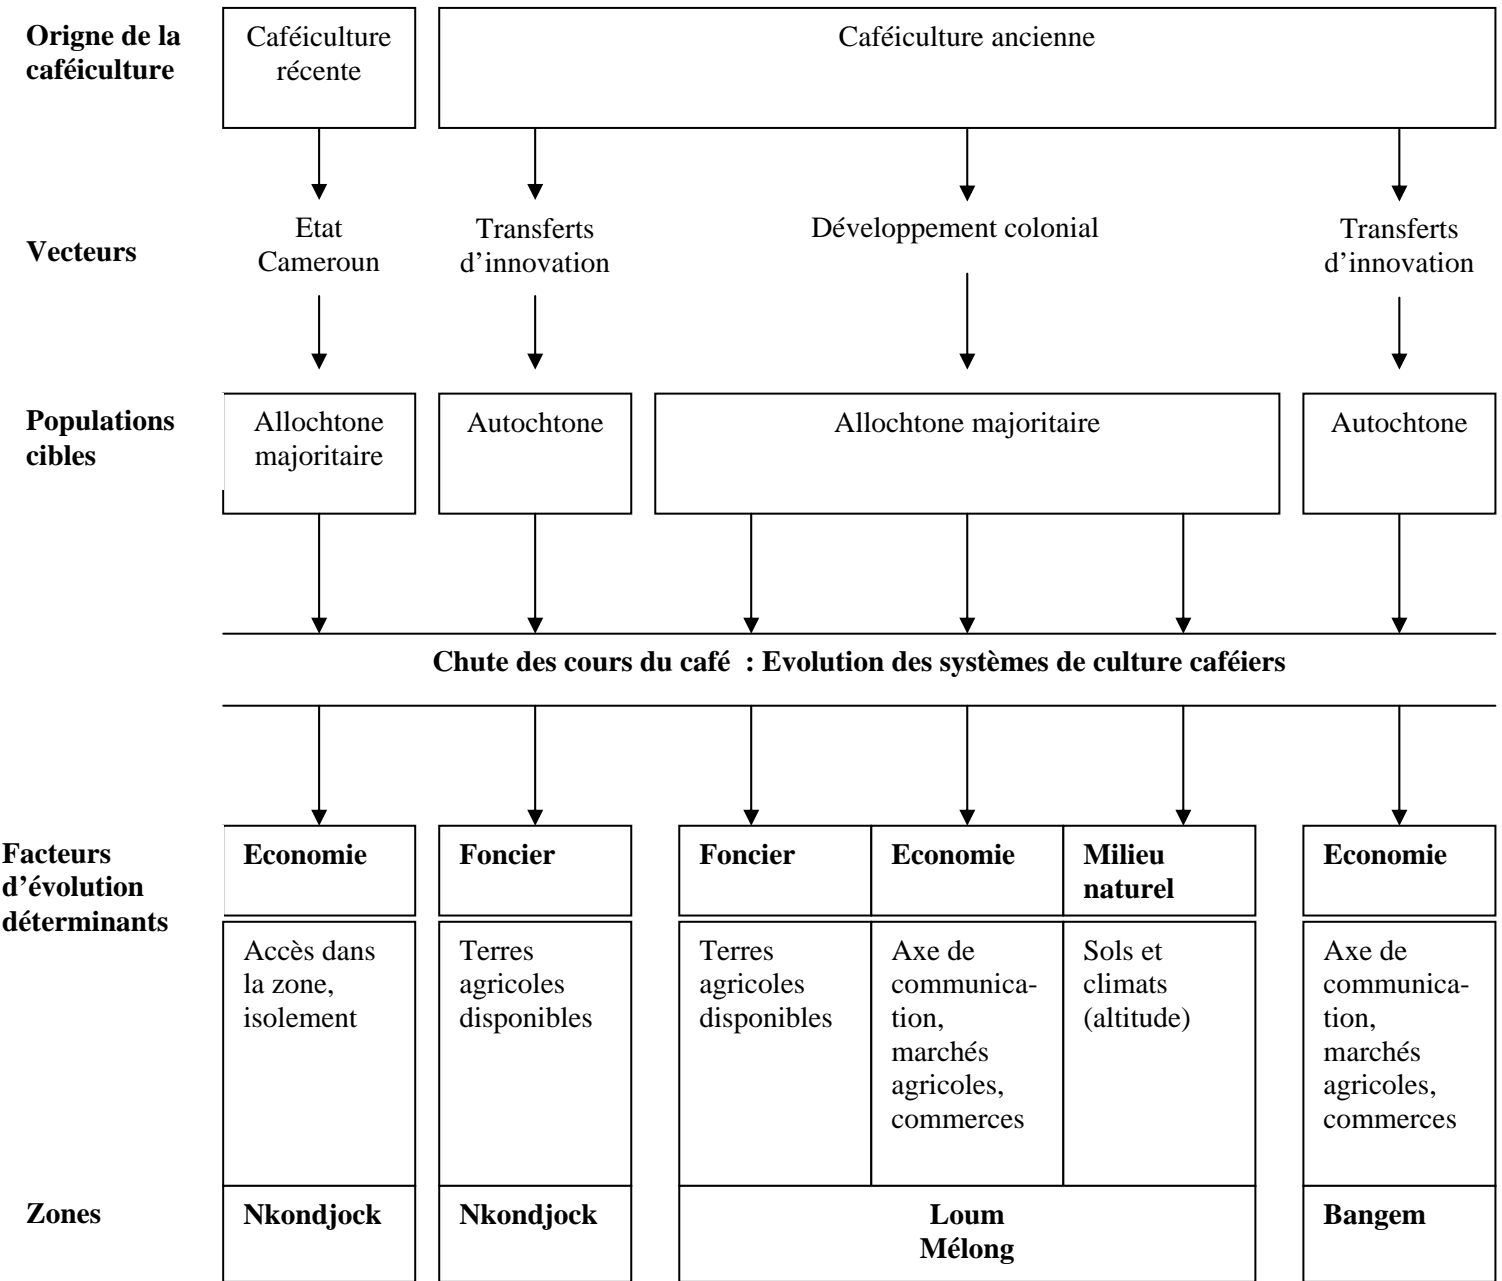 Origne de la
caféiculture
Caféiculture
récente
Caféiculture ancienne
Vecteurs
Etat
Cameroun
Transferts
d’innovation
Développement colonial
Transferts
d’innovation
Populations
cibles
Allochtone
majoritaire
Autochtone
Allochtone majoritaire
Autochtone
Chute des cours du café : Evolution des systèmes de culture caféiers
Facteurs
d’évolution
déterminants
Economie
Foncier
Foncier
Economie
Milieu
naturel
Economie
Accès dans
la zone,
isolement
Terres
agricoles
disponibles
Terres
agricoles
disponibles
Axe de
communica-
tion,
marchés
agricoles,
commerces
Sols et
climats
(altitude)
Axe de
communica-
tion,
marchés
agricoles,
commerces
Zones
Nkondjock
Nkondjock
Loum
Mélong
Bangem